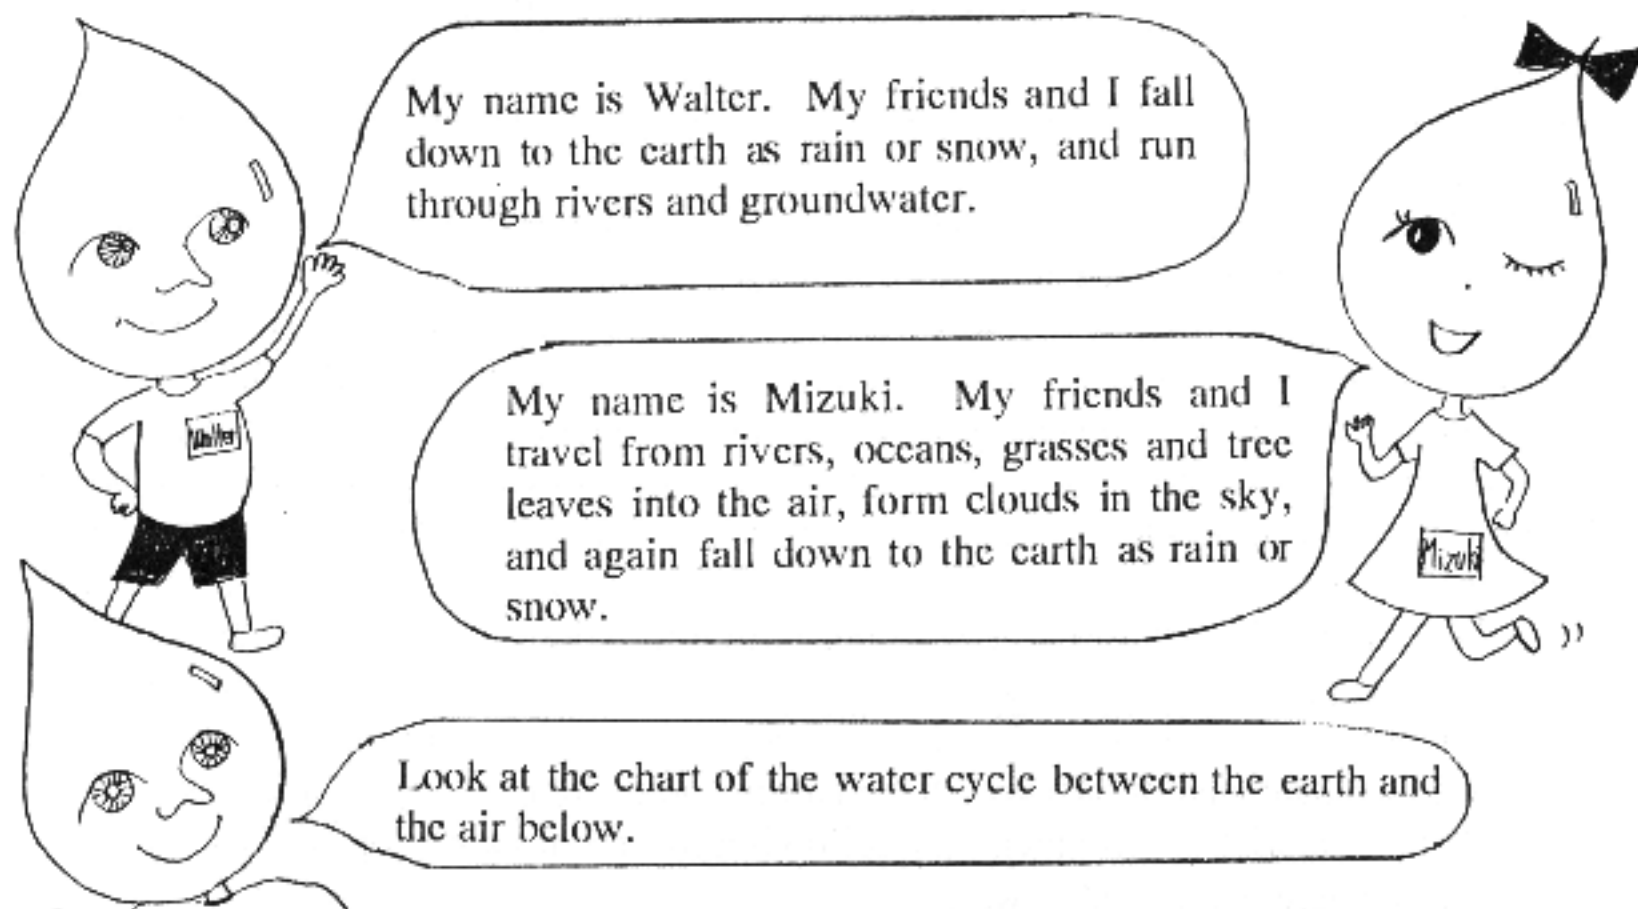 My name is Walter. My friends and I fall
down to the earth as rain or snow, and run
through rivers and groundwater.
Walter
My name is Mizuki. My friends and I
travel from rivers, oceans, grasses and tree
leaves into the air, form clouds in the sky,
and again fall down to the earth as rain or
snow.
Mizuki
Look at the chart of the water cycle between the earth and
the air below.